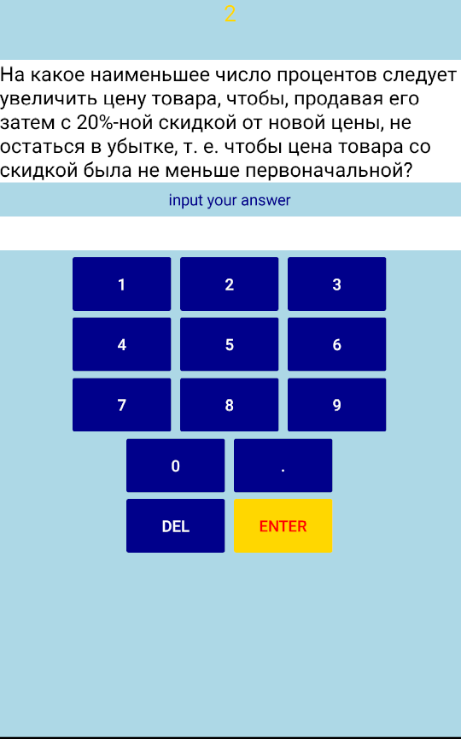 2
На какое наименьшее число процентов следует
увеличить цену товара, чтобы, продавая его
затем с 20%-ной скидкой от новой цены, не
остаться в убытке, т. е. чтобы цена товара со
скидкой была не меньше первоначальной?
input your answer
1 2 3
4 5 6
7 8 9
0 .
DEL ENTER